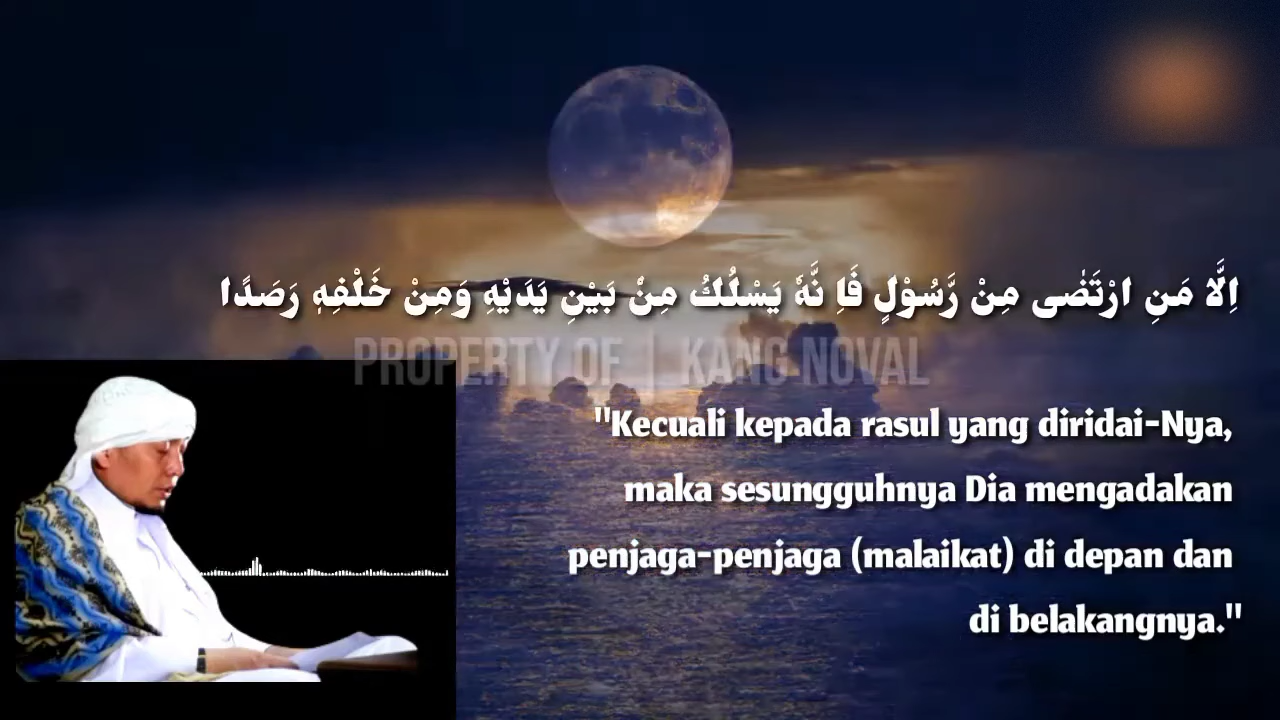 اِلَّا مَنِ ارْتَضٰى مِنْ رَّسُوْلٍ فَاِ نَّهٗ يَسْلُكُ مِنْۢ بَيْنِ يَدَيْهِ وَمِنْ خَلْفِهٖ رَصَدًا
PROPERTY OF | KANG NOVAL
"Kecuali kepada rasul yang diridai-Nya,
maka sesungguhnya Dia mengadakan
penjaga-penjaga (malaikat) di depan dan
di belakangnya."